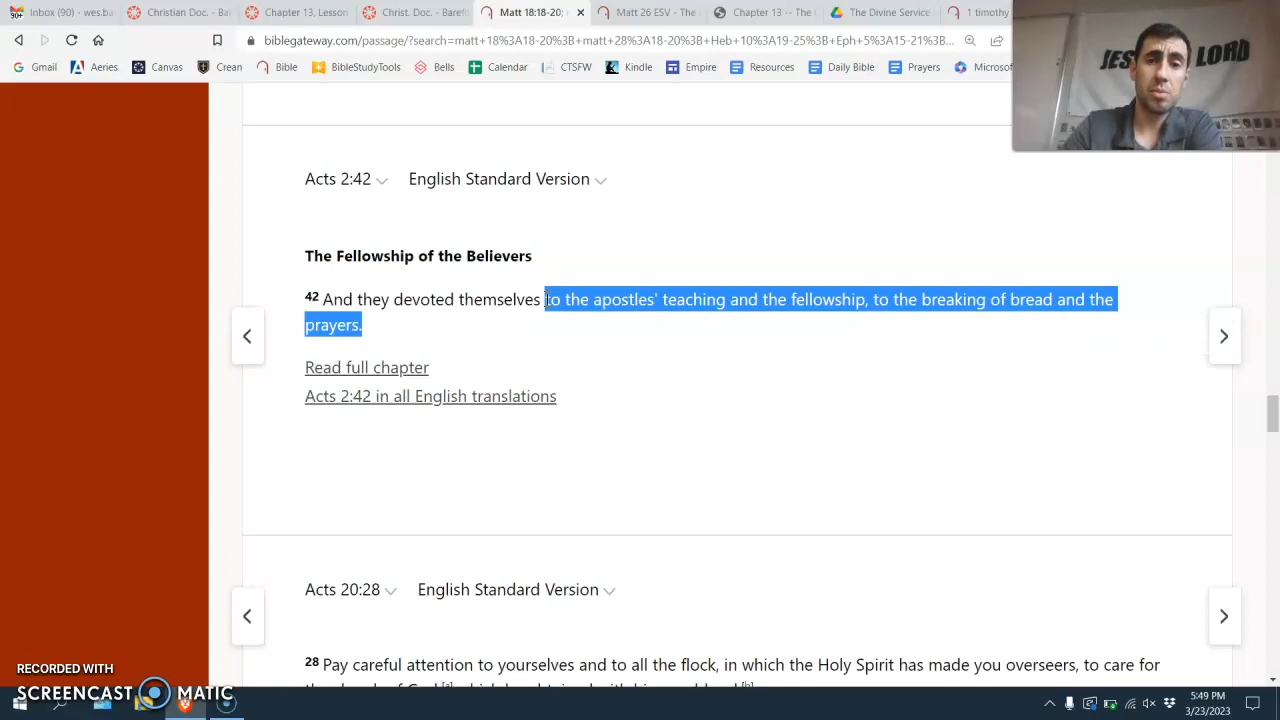 Inbox (90) - wes.ba
Christian Doc. - Baref
Chapter 13, Lesson
Christ. Doc. - Barefi
Matt 18:18-20;
Matt 26 ESV - The
Chapter 13 -- The
The Divine Service
1 timothy
99+
biblegateway.com/passage/?search=matt+18%3A18-20%3B+matt+28%3A18-20%3B+Heb+10%3A19-25%3B+Eph+5%3A15-21%3B...
Gmail
Aeries
Canvas
Crean
Bible
BibleStudyTools
Bells
Calendar
CTSFW
Kindle
Empire
Resources
Daily Bible
Prayers
JES LORD
Acts 2:42 English Standard Version
The Fellowship of the Believers
42 And they devoted themselves to the apostles' teaching and the fellowship, to the breaking of bread and the
prayers.
Read full chapter
Acts 2:42 in all English translations
Acts 20:28 English Standard Version
28 Pay careful attention to yourselves and to all the flock, in which the Holy Spirit has made you overseers, to care for
RECORDED WITH
SCREENCAST MATIC
5:49 PM
3/23/2023